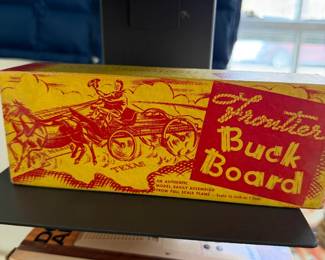 Frontier
Buck
Board
TEXAS
AN AUTHENTIC
MODEL, EASILY ASSEMBLED
FROM FULL SCALE PLANS